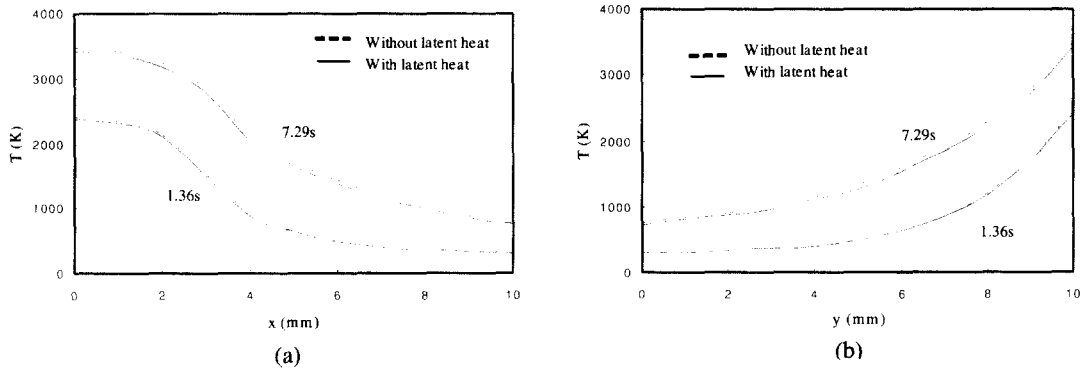 4000
3000
2000
1000
0
T (K)
Without latent heat
With latent heat
7.29s
1.36s
0 2 4 6 8 10
x (mm)
(a)
4000
3000
2000
1000
0
T (K)
Without latent heat
With latent heat
7.29s
1.36s
0 2 4 6 8 10
y (mm)
(b)